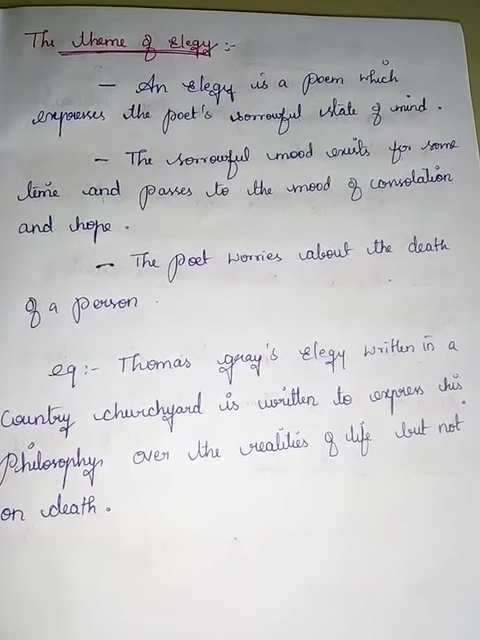 The theme of Elegy :-
- An Elegy is a poem which
expresses the poet's sorrowful state of mind.
- The sorrowful mood exits for some
time and passes to the mood of consolation
and hope.
- The poet worries about the death
of a person.
eg:- Thomas gray's Elegy written in a
Country churchyard is written to express his
Philosophy over the realities of life but not
on death.